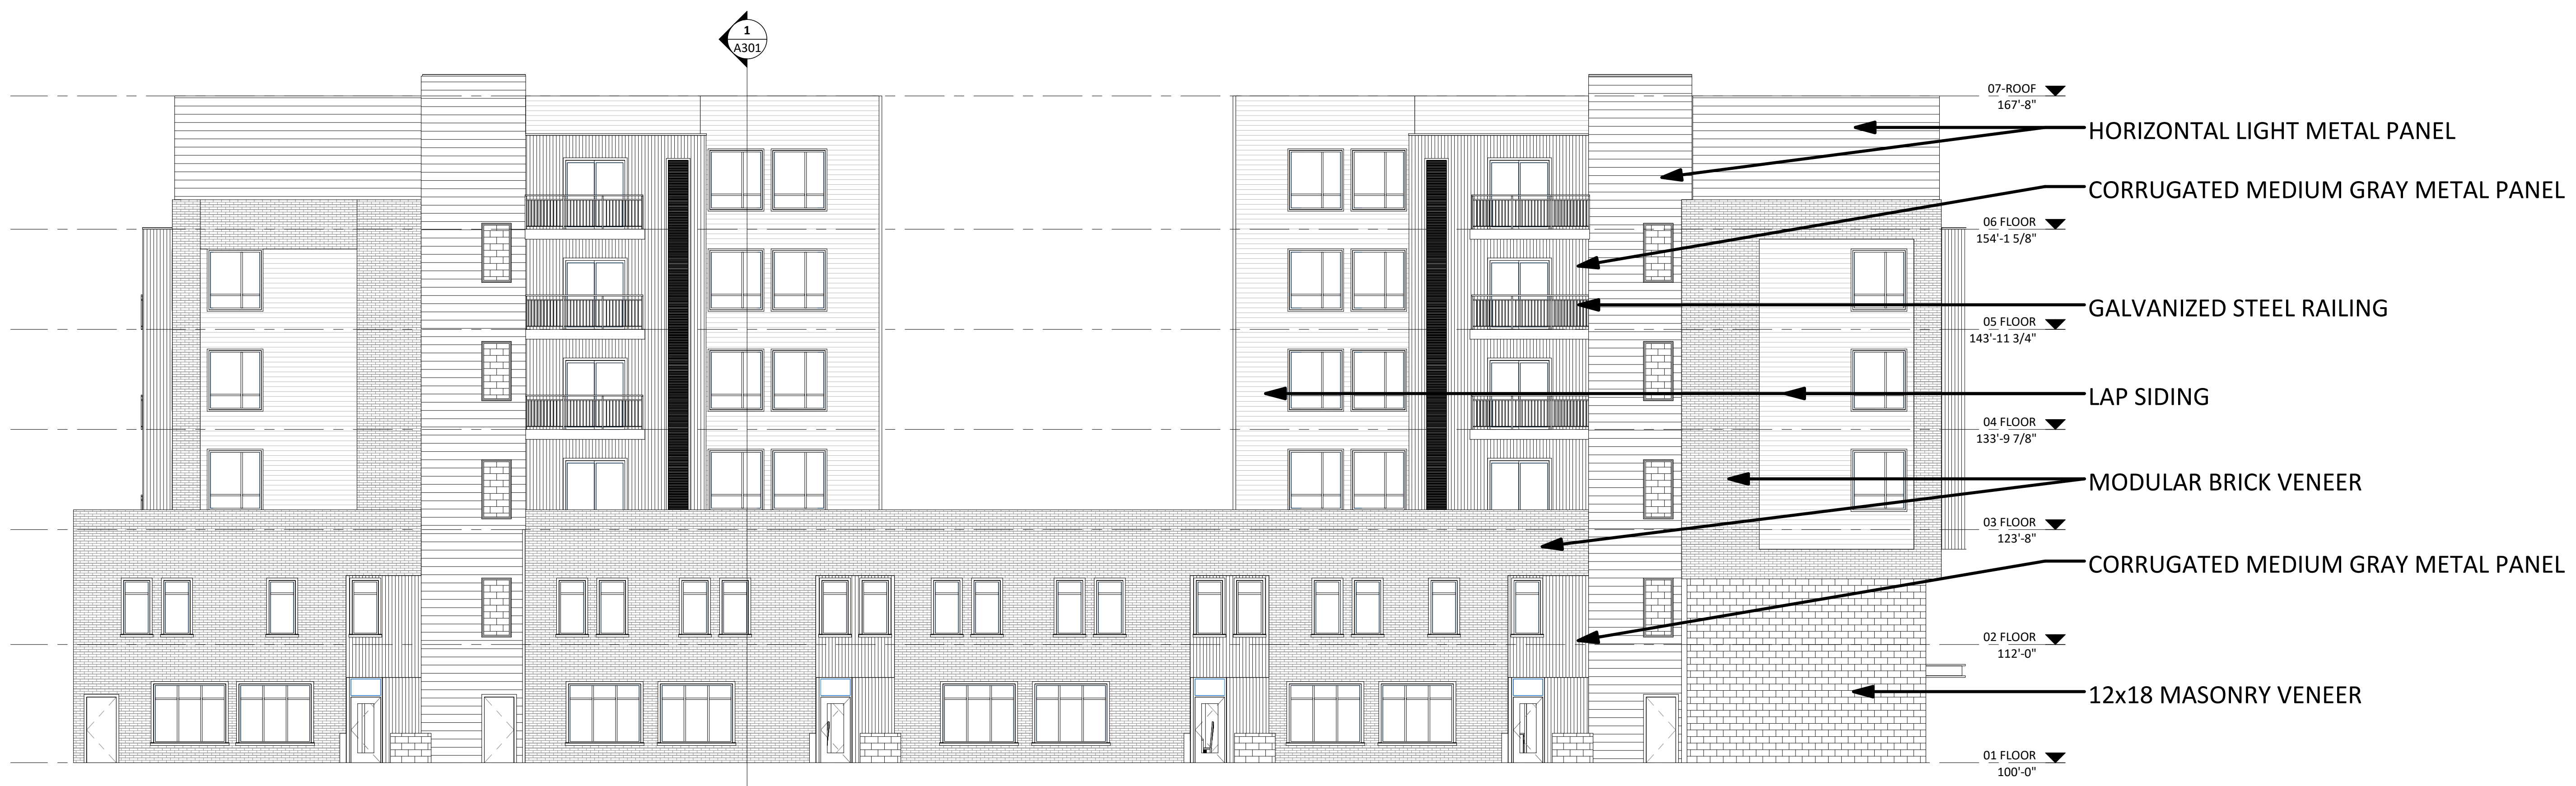 1
A301
07-ROOF
167'-8"
HORIZONTAL LIGHT METAL PANEL
CORRUGATED MEDIUM GRAY METAL PANEL
06 FLOOR
154'-1 5/8"
GALVANIZED STEEL RAILING
05 FLOOR
143'-11 3/4"
LAP SIDING
04 FLOOR
133'-9 7/8"
MODULAR BRICK VENEER
03 FLOOR
123'-8"
CORRUGATED MEDIUM GRAY METAL PANEL
02 FLOOR
112'-0"
12x18 MASONRY VENEER
01 FLOOR
100'-0"